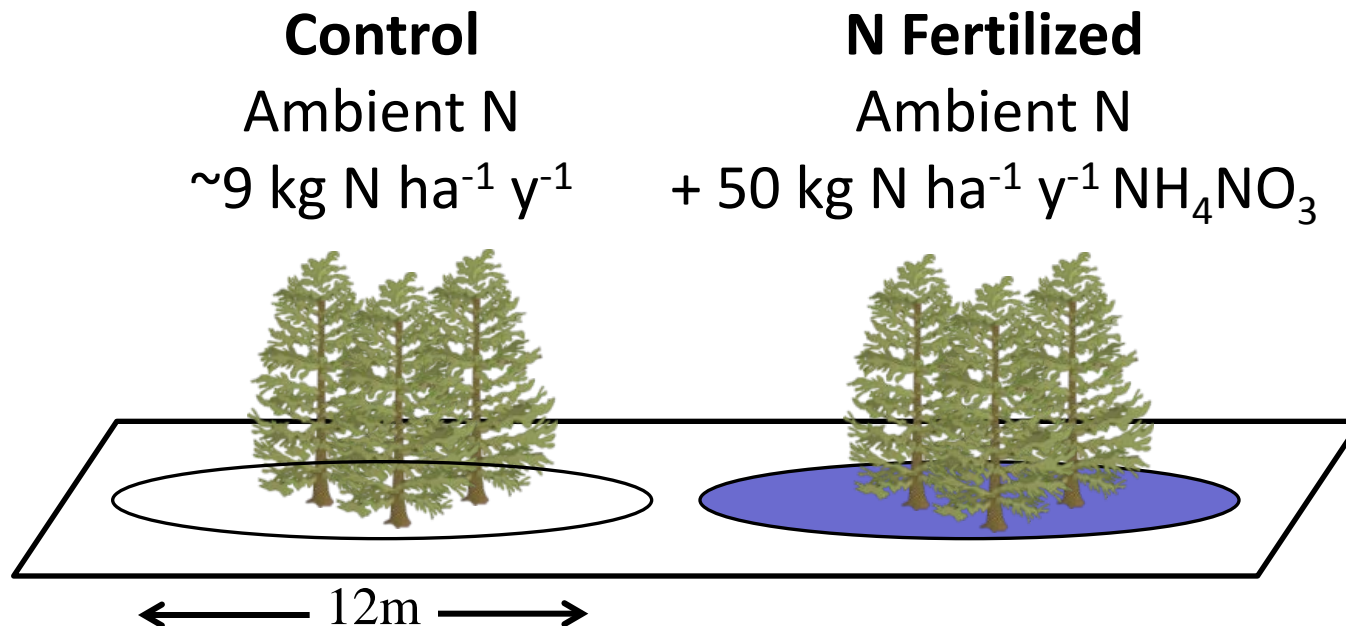 Control
Ambient N
~9 kg N ha⁻¹ y⁻¹
N Fertilized
Ambient N
+ 50 kg N ha⁻¹ y⁻¹ NH₄NO₃
12m